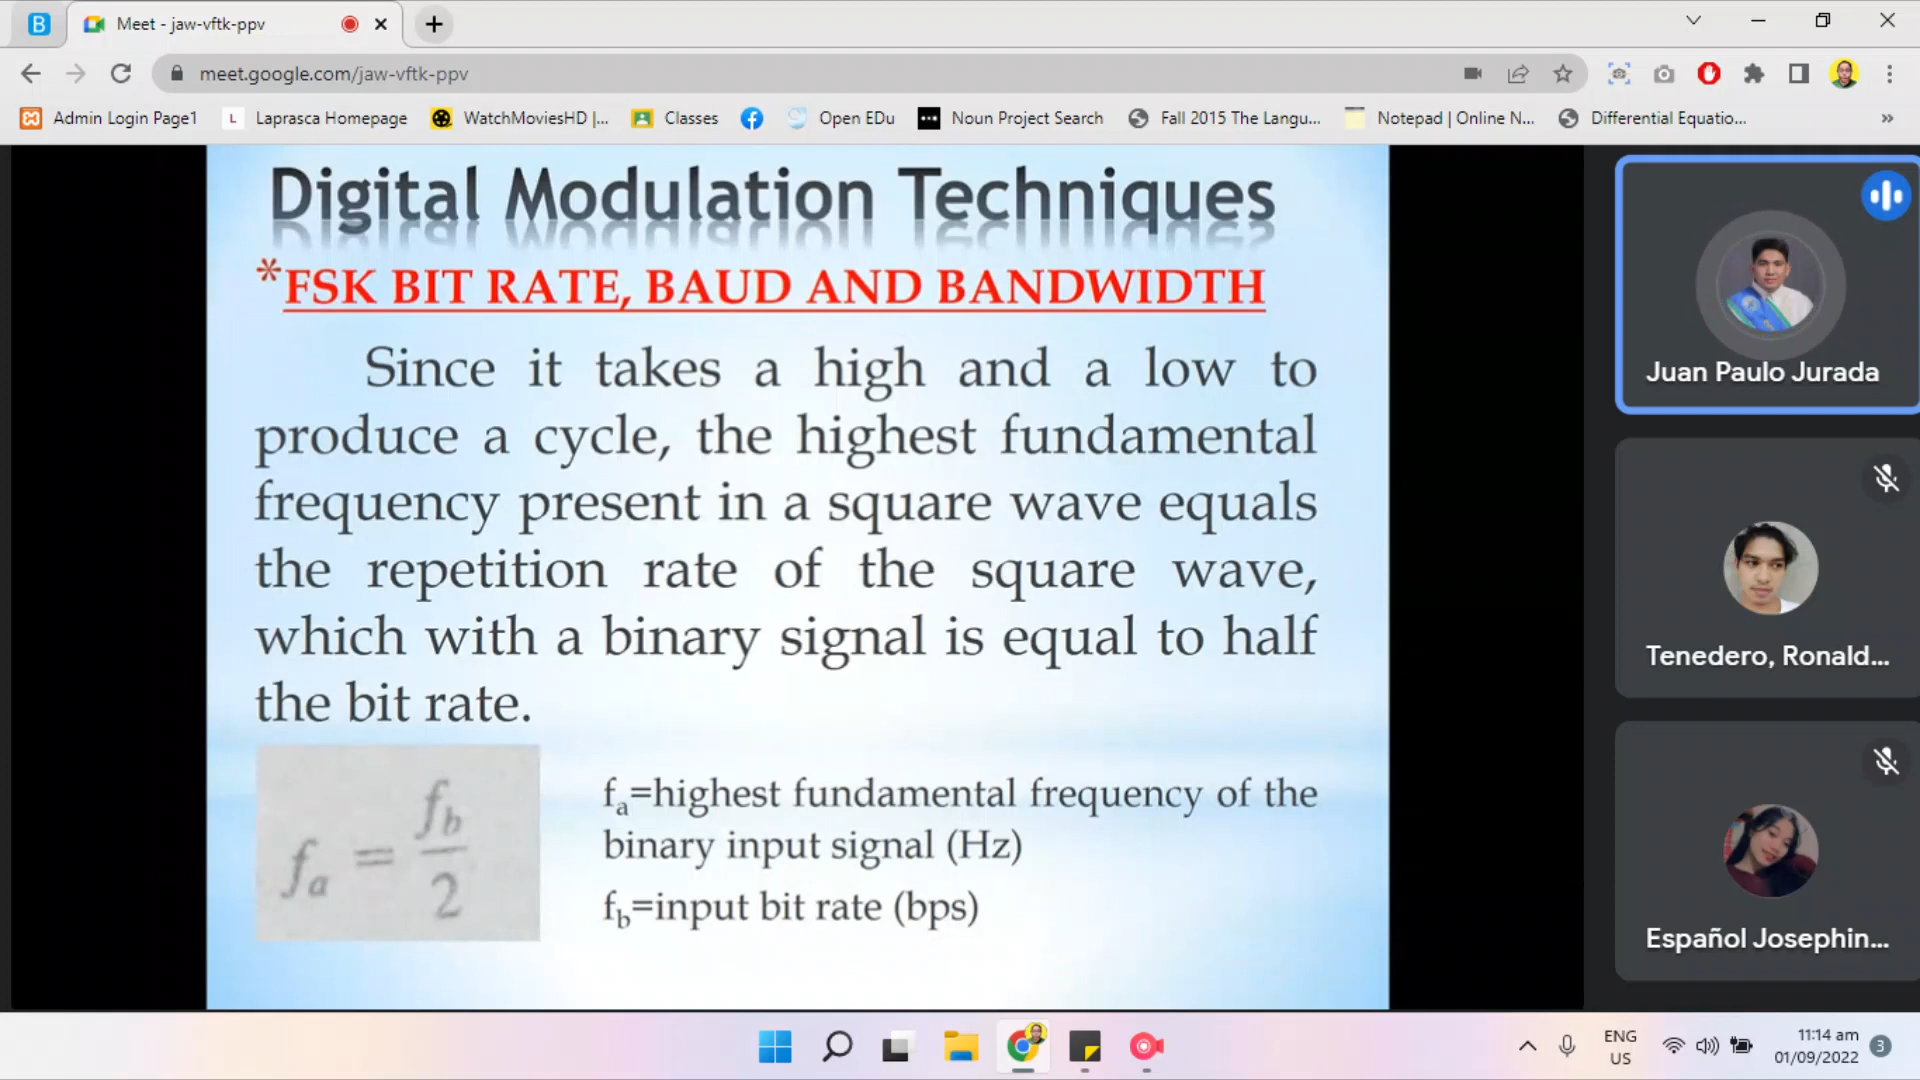 B
Meet - jaw-vftk-ppv
meet.google.com/jaw-vftk-ppv
Admin Login Page1
L Laprasca Homepage
WatchMoviesHD |...
Classes
Open EDu
Noun Project Search
Fall 2015 The Langu...
Notepad | Online N...
Differential Equatio...
»
Digital Modulation Techniques
*FSK BIT RATE, BAUD AND BANDWIDTH
Since it takes a high and a low to
produce a cycle, the highest fundamental
frequency present in a square wave equals
the repetition rate of the square wave,
which with a binary signal is equal to half
the bit rate.
fa = fb/2
fa=highest fundamental frequency of the
binary input signal (Hz)
fb=input bit rate (bps)
Juan Paulo Jurada
Tenedero, Ronald...
Español Josephin...
ENG
US
11:14 am
01/09/2022
3